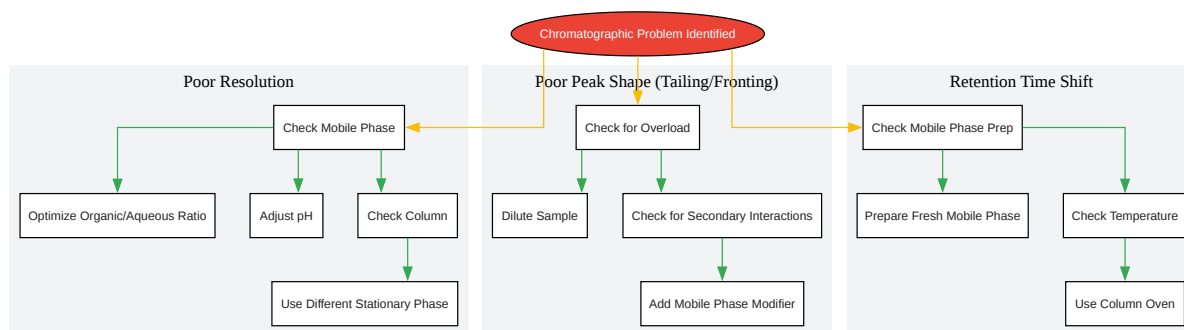 Chromatographic Problem Identified
Poor Resolution
Poor Peak Shape (Tailing/Fronting)
Retention Time Shift
Check Mobile Phase
Check for Overload
Check Mobile Phase Prep
Optimize Organic/Aqueous Ratio
Adjust pH
Check Column
Dilute Sample
Check for Secondary Interactions
Prepare Fresh Mobile Phase
Check Temperature
Use Different Stationary Phase
Add Mobile Phase Modifier
Use Column Oven